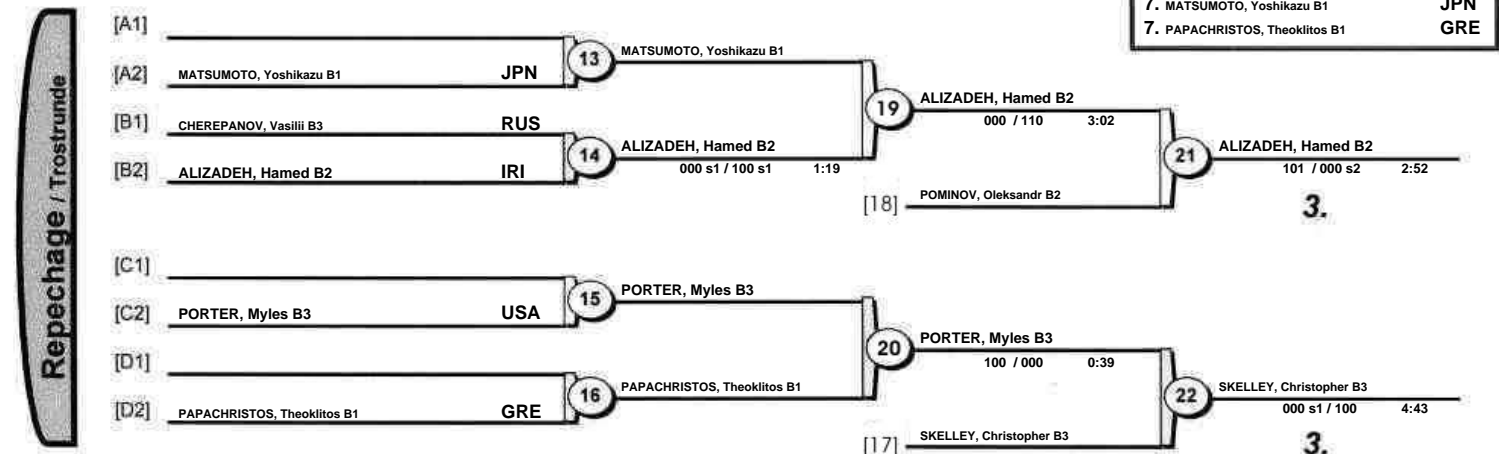 7. MATSUMOTO, Yoshikazu B1 JPN
7. PAPACHRISTOS, Theoklitos B1 GRE
Repechage / Trostrunde
[A1]
[A2] MATSUMOTO, Yoshikazu B1 JPN
13 MATSUMOTO, Yoshikazu B1
[B1] CHEREPANOV, Vasilii B3 RUS
[B2] ALIZADEH, Hamed B2 IRI
14 ALIZADEH, Hamed B2
000 s1 / 100 s1 1:19
19 ALIZADEH, Hamed B2
000 / 110 3:02
[18] POMINOV, Oleksandr B2
21 ALIZADEH, Hamed B2
101 / 000 s2 2:52
3.
[C1]
[C2] PORTER, Myles B3 USA
15 PORTER, Myles B3
[D1]
[D2] PAPACHRISTOS, Theoklitos B1 GRE
16 PAPACHRISTOS, Theoklitos B1
20 PORTER, Myles B3
100 / 000 0:39
[17] SKELLEY, Christopher B3
22 SKELLEY, Christopher B3
000 s1 / 100 4:43
3.